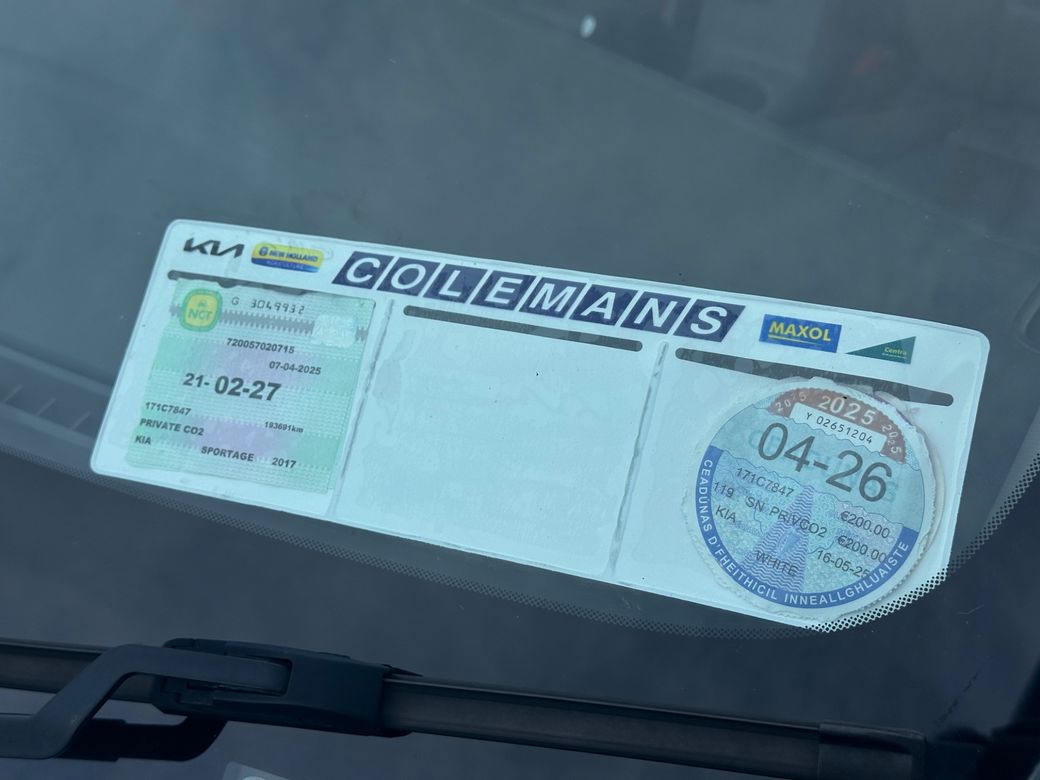 KIA
NEW HOLLAND
AGRICULTURE
COLEMANS
MAXOL
Centra
NCT
G 3049932
720057020715
07-04-2025
21-02-27
171C7847
193691km
PRIVATE CO2
KIA
SPORTAGE 2017
2025 2025 2025
Y 02651204
04-26
171C7847
€200.00
119 SN PRIVCO2 €200.00
KIA
WHITE 16-05-25
CEADÚNAS D'FHEITHICIL INNEALLGHLUAISTE